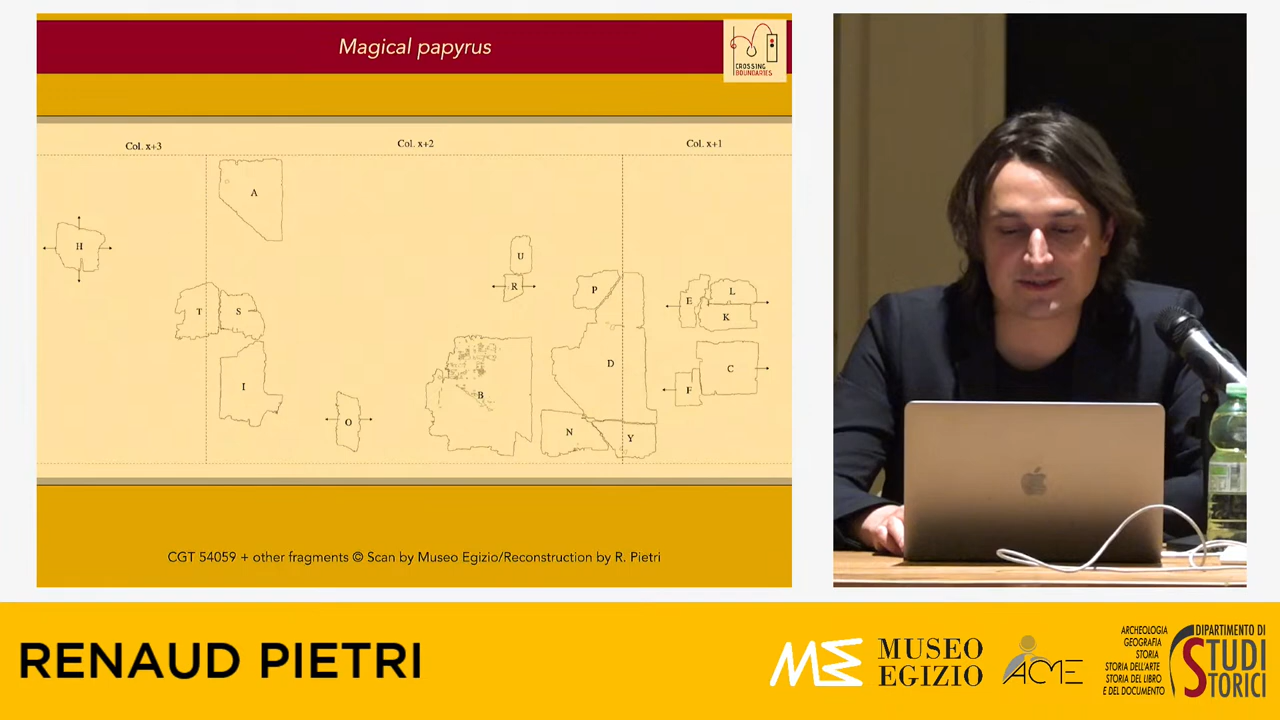 Magical papyrus
CROSSING
BOUNDARIES
Col. x+3
Col. x+2
Col. x+1
A
H
U
R
P
E
L
K
T
S
D
C
I
B
F
O
N
Y
CGT 54059 + other fragments © Scan by Museo Egizio/Reconstruction by R. Pietri
RENAUD PIETRI
ME
MUSEO
EGIZIO
ACME
ARCHEOLOGIA
GEOGRAFIA
STORIA
STORIA DELL'ARTE
STORIA DEL LIBRO
E DEL DOCUMENTO
DIPARTIMENTO DI
STUDI
STORICI